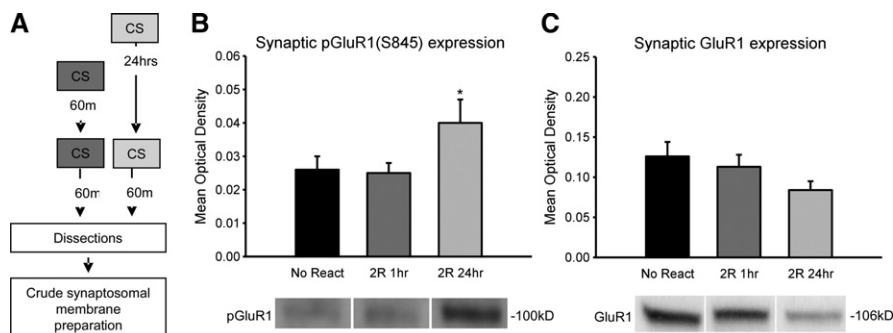 A
CS
24hrs
CS
60m
CS
CS
60m
60m
Dissections
Crude synaptosomal
membrane
preparation
B
Synaptic pGluR1(S845) expression
Mean Optical Density
0.06
0.05
0.04
0.03
0.02
0.01
0.00
*
No React
2R 1hr
2R 24hr
pGluR1
-100kD
C
Synaptic GluR1 expression
Mean Optical Density
0.25
0.20
0.15
0.10
0.05
0.00
No React
2R 1hr
2R 24hr
GluR1
-106kD